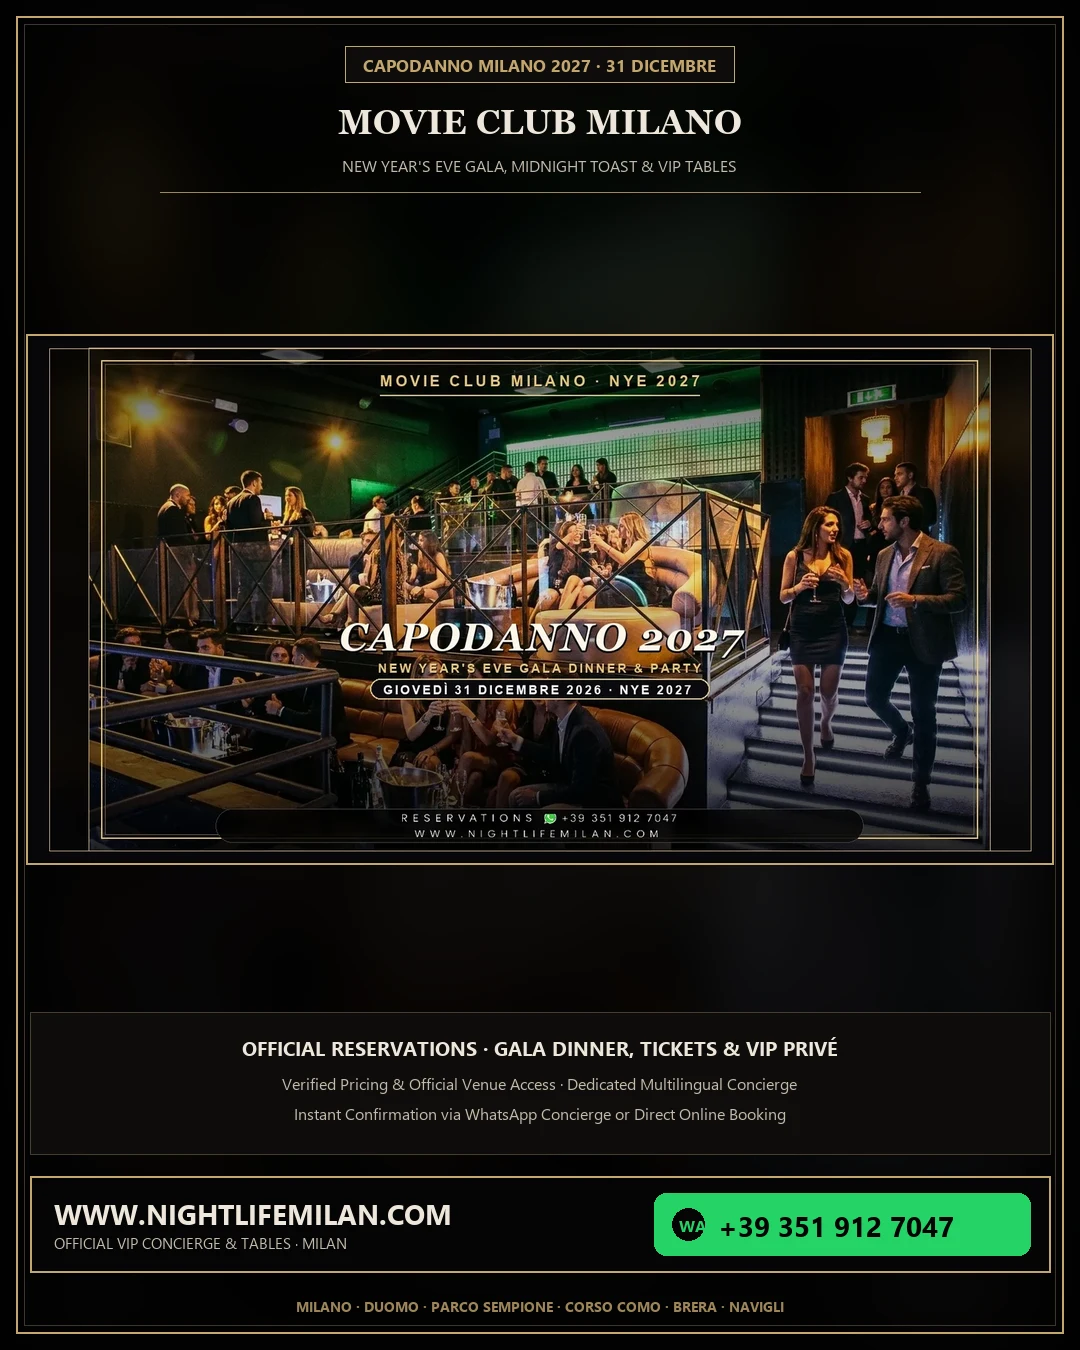 CAPODANNO MILANO 2027 · 31 DICEMBRE
MOVIE CLUB MILANO
NEW YEAR'S EVE GALA, MIDNIGHT TOAST & VIP TABLES
MOVIE CLUB MILANO · NYE 2027
CAPODANNO 2027
NEW YEAR'S EVE GALA DINNER & PARTY
GIOVEDÌ 31 DICEMBRE 2026 · NYE 2027
RESERVATIONS +39 351 912 7047
WWW.NIGHTLIFEMILAN.COM
OFFICIAL RESERVATIONS · GALA DINNER, TICKETS & VIP PRIVÉ
Verified Pricing & Official Venue Access · Dedicated Multilingual Concierge
Instant Confirmation via WhatsApp Concierge or Direct Online Booking
WWW.NIGHTLIFEMILAN.COM
OFFICIAL VIP CONCIERGE & TABLES · MILAN
WA +39 351 912 7047
MILANO · DUOMO · PARCO SEMPIONE · CORSO COMO · BRERA · NAVIGLI